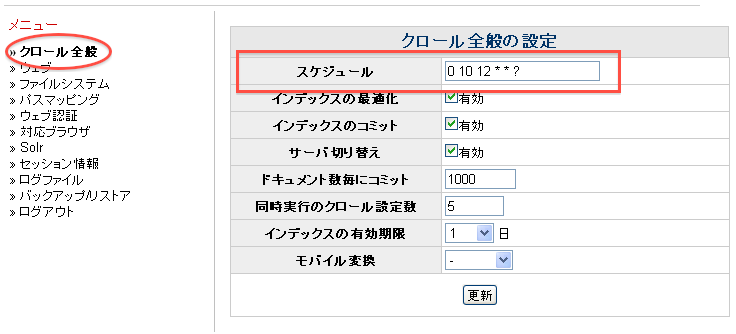 メニュー
» クロール全般
» ウェブ
» ファイルシステム
» パスマッピング
» ウェブ認証
» 対応ブラウザ
» Solr
» セッション情報
» ログファイル
» バックアップ/リストア
» ログアウト
クロール全般の設定
スケジュール 0 10 12 * * ?
インデックスの最適化 有効
インデックスのコミット 有効
サーバ切り替え 有効
ドキュメント数毎にコミット 1000
同時実行のクロール設定数 5
インデックスの有効期限 1 日
モバイル変換 -
更新